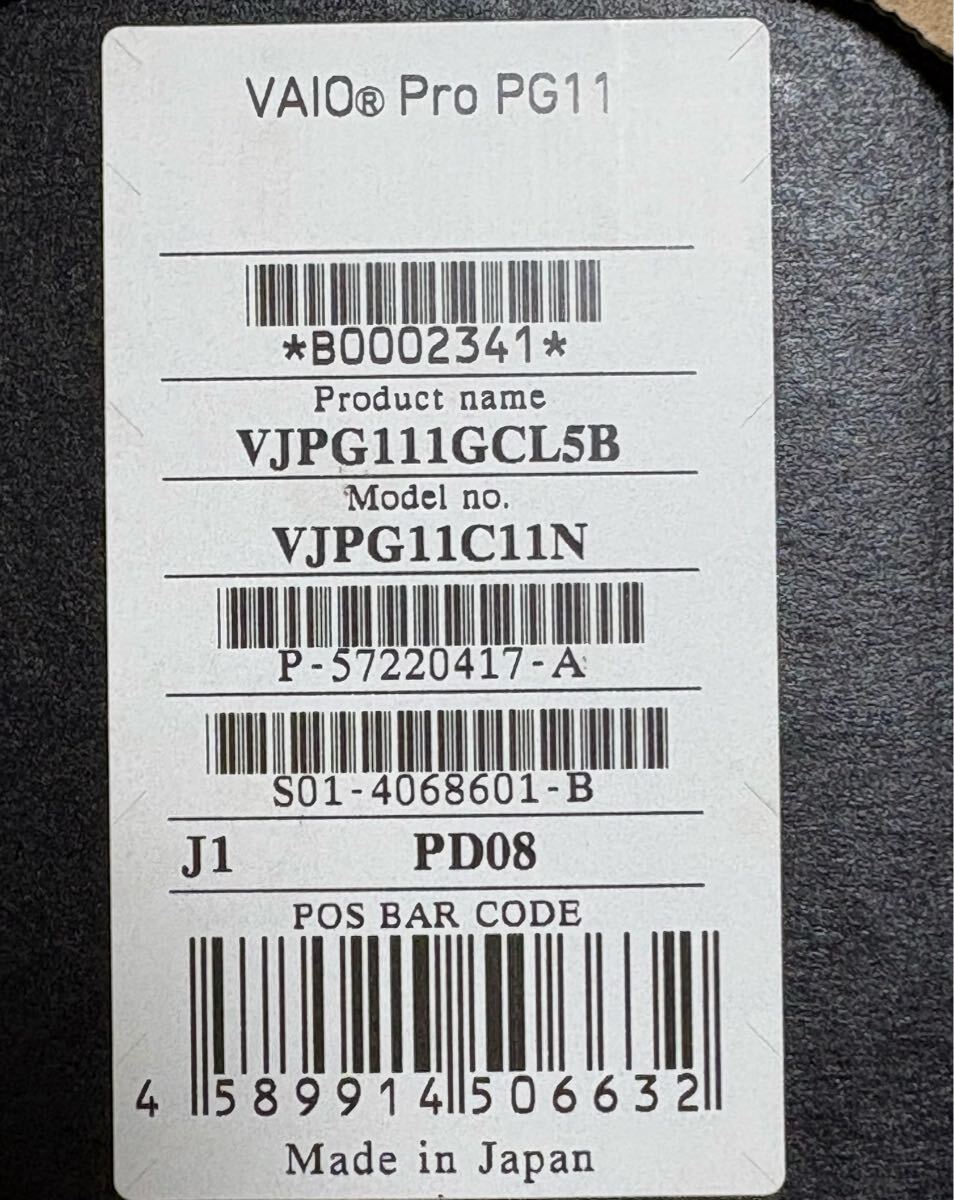 VAIO® Pro PG11
*B0002341*
Product name
VJPG111GCL5B
Model no.
VJPG11C11N
P-57220417-A
S01-4068601-B
J1 PD08
POS BAR CODE
4 589914 506632
Made in Japan